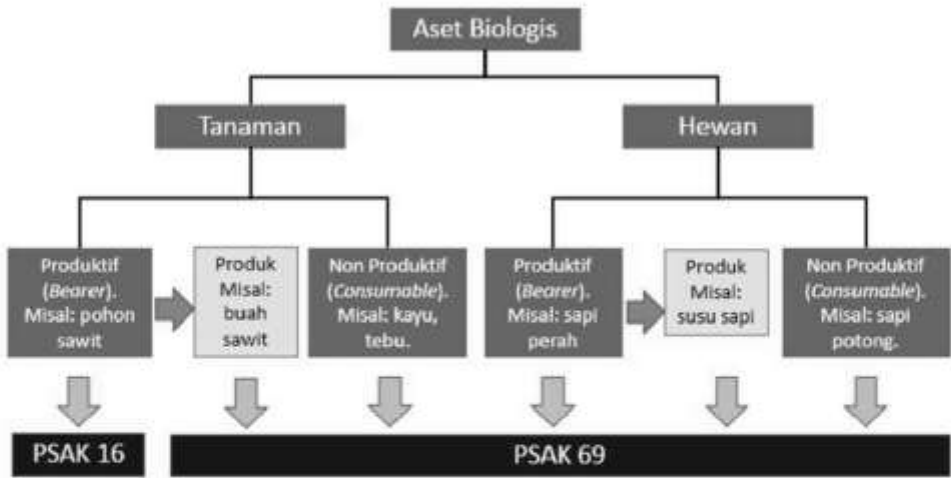 Aset Biologis
Tanaman
Hewan
Produktif
(Bearer).
Misal: pohon
sawit
Produk
Misal:
buah
sawit
Non Produktif
(Consumable).
Misal: kayu,
tebu.
Produktif
(Bearer).
Misal: sapi
perah
Produk
Misal:
susu sapi
Non Produktif
(Consumable).
Misal: sapi
potong.
PSAK 16
PSAK 69